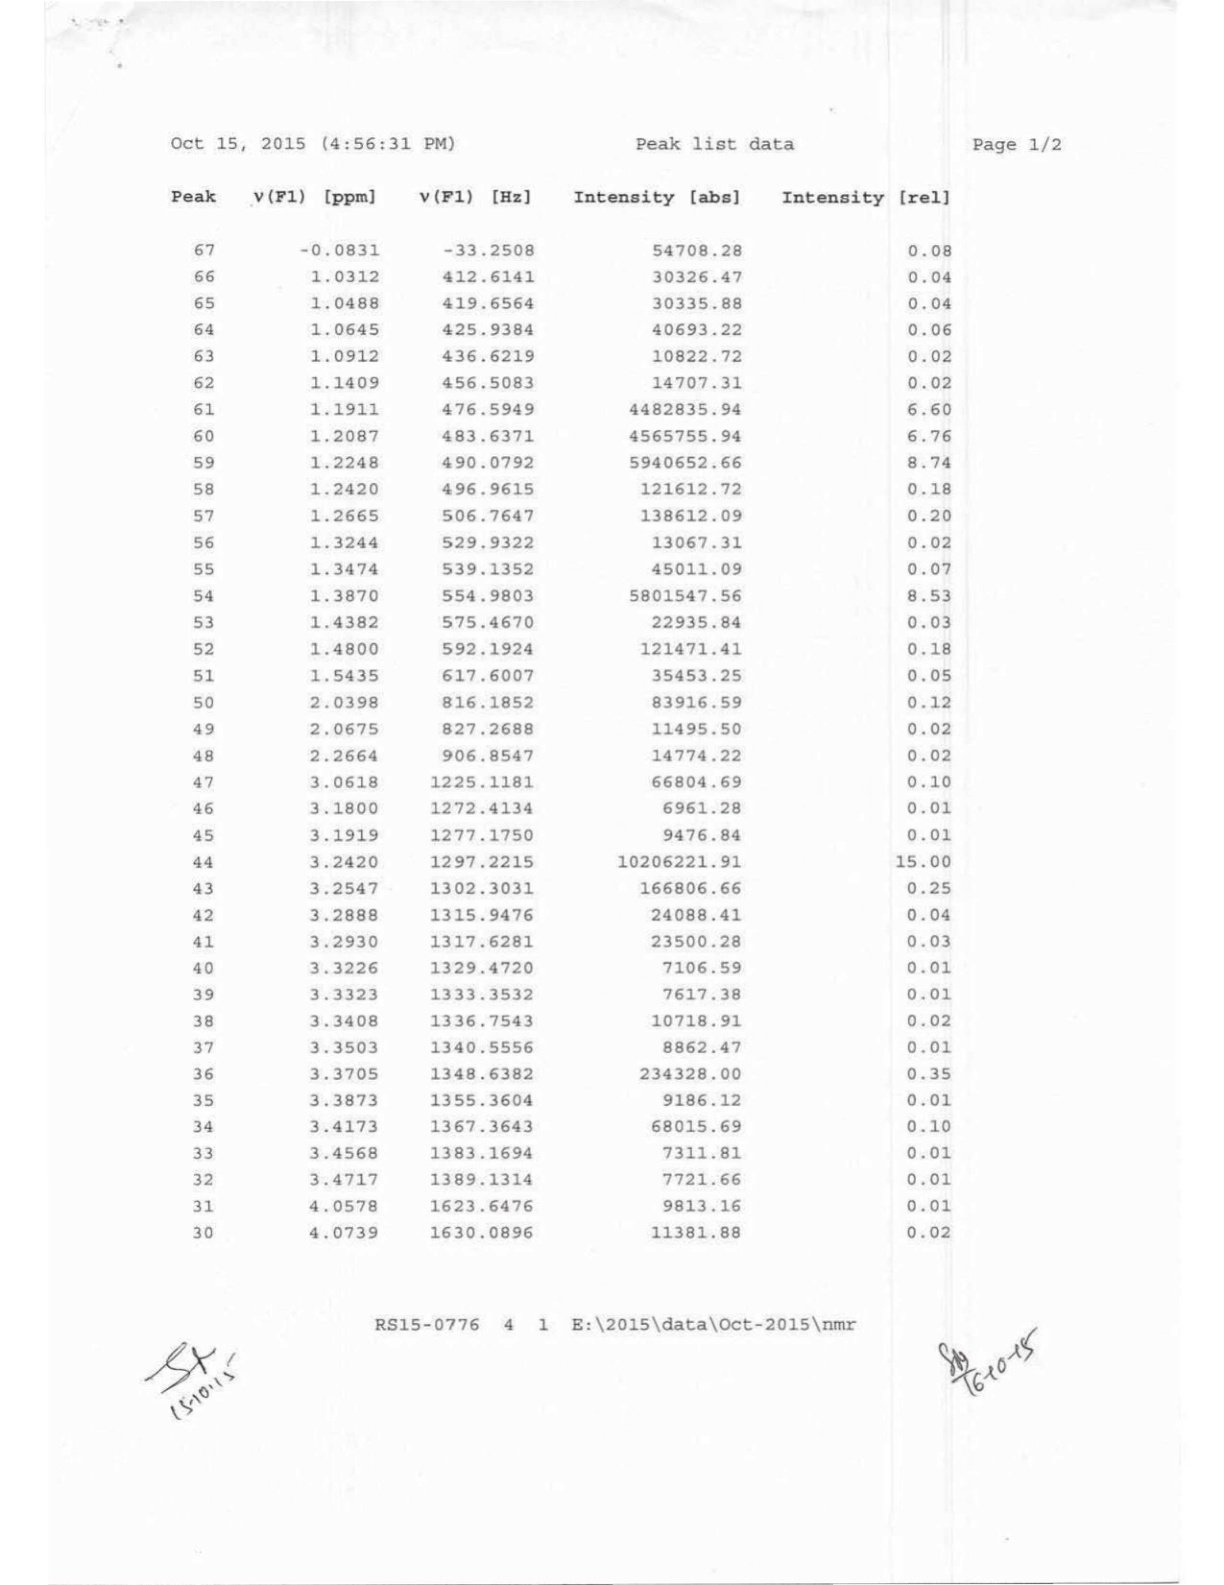 Oct 15, 2015 (4:56:31 PM) Peak list data Page 1/2
Peak ν(F1) [ppm] ν(F1) [Hz] Intensity [abs] Intensity [rel]
67 -0.0831 -33.2508 54708.28 0.08
66 1.0312 412.6141 30326.47 0.04
65 1.0488 419.6564 30335.88 0.04
64 1.0645 425.9384 40693.22 0.06
63 1.0912 436.6219 10822.72 0.02
62 1.1409 456.5083 14707.31 0.02
61 1.1911 476.5949 4482835.94 6.60
60 1.2087 483.6371 4565755.94 6.76
59 1.2248 490.0792 5940652.66 8.74
58 1.2420 496.9615 121612.72 0.18
57 1.2665 506.7647 138612.09 0.20
56 1.3244 529.9322 13067.31 0.02
55 1.3474 539.1352 45011.09 0.07
54 1.3870 554.9803 5801547.56 8.53
53 1.4382 575.4670 22935.84 0.03
52 1.4800 592.1924 121471.41 0.18
51 1.5435 617.6007 35453.25 0.05
50 2.0398 816.1852 83916.59 0.12
49 2.0675 827.2688 11495.50 0.02
48 2.2664 906.8547 14774.22 0.02
47 3.0618 1225.1181 66804.69 0.10
46 3.1800 1272.4134 6961.28 0.01
45 3.1919 1277.1750 9476.84 0.01
44 3.2420 1297.2215 10206221.91 15.00
43 3.2547 1302.3031 166806.66 0.25
42 3.2888 1315.9476 24088.41 0.04
41 3.2930 1317.6281 23500.28 0.03
40 3.3226 1329.4720 7106.59 0.01
39 3.3323 1333.3532 7617.38 0.01
38 3.3408 1336.7543 10718.91 0.02
37 3.3503 1340.5556 8862.47 0.01
36 3.3705 1348.6382 234328.00 0.35
35 3.3873 1355.3604 9186.12 0.01
34 3.4173 1367.3643 68015.69 0.10
33 3.4568 1383.1694 7311.81 0.01
32 3.4717 1389.1314 7721.66 0.01
31 4.0578 1623.6476 9813.16 0.01
30 4.0739 1630.0896 11381.88 0.02
RS15-0776 4 1 E:\2015\data\Oct-2015\nmr
15·10·15 16-10-15